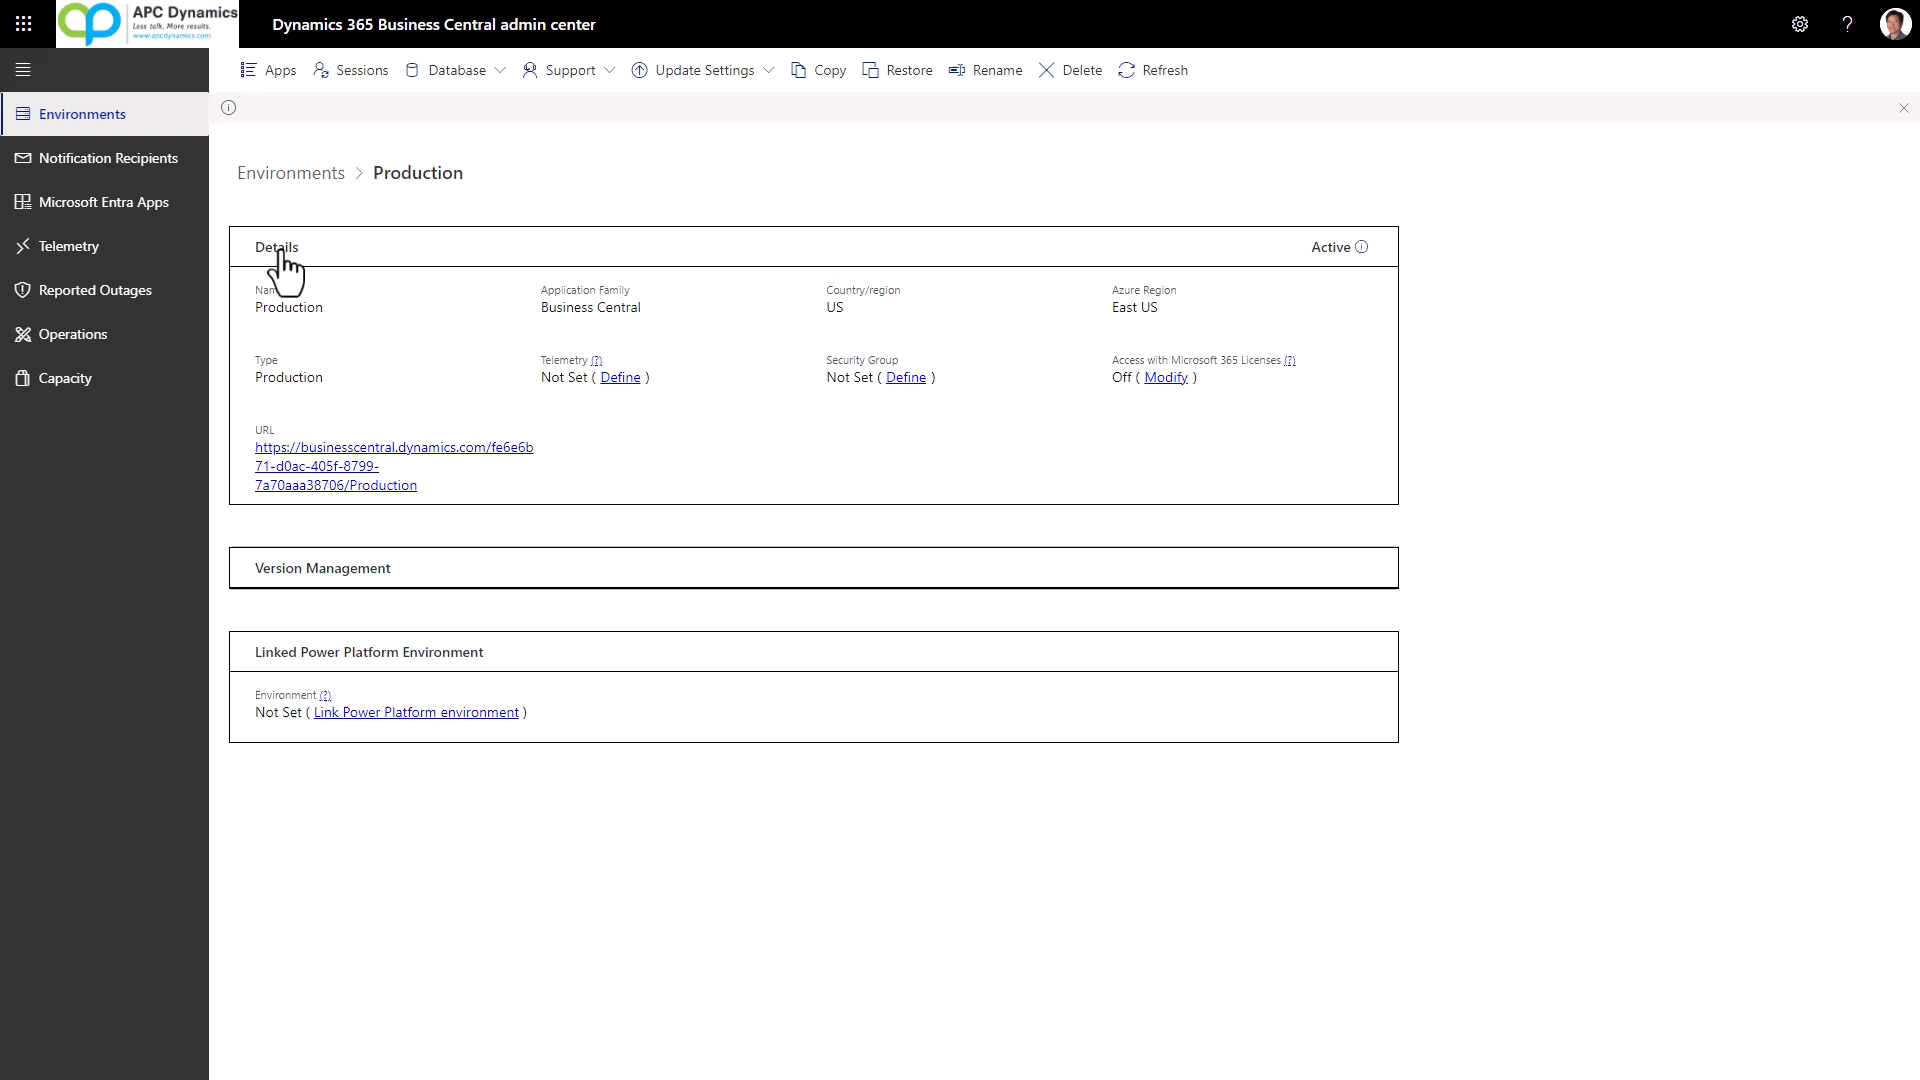 APC Dynamics
Less talk. More results.
www.apcdynamics.com
Dynamics 365 Business Central admin center
?
Apps
Sessions
Database
Support
Update Settings
Copy
Restore
Rename
Delete
Refresh
Environments
Notification Recipients
Microsoft Entra Apps
Telemetry
Reported Outages
Operations
Capacity
Environments > Production
Details
Active
Production
Application Family
Business Central
Country/region
US
Azure Region
East US
Type
Production
Telemetry (?)
Not Set ( Define )
Security Group
Not Set ( Define )
Access with Microsoft 365 Licenses (?)
Off ( Modify )
URL
https://businesscentral.dynamics.com/fe6e6b
71-d0ac-405f-8799-
7a70aaa38706/Production
Version Management
Linked Power Platform Environment
Environment (?)
Not Set ( Link Power Platform environment )